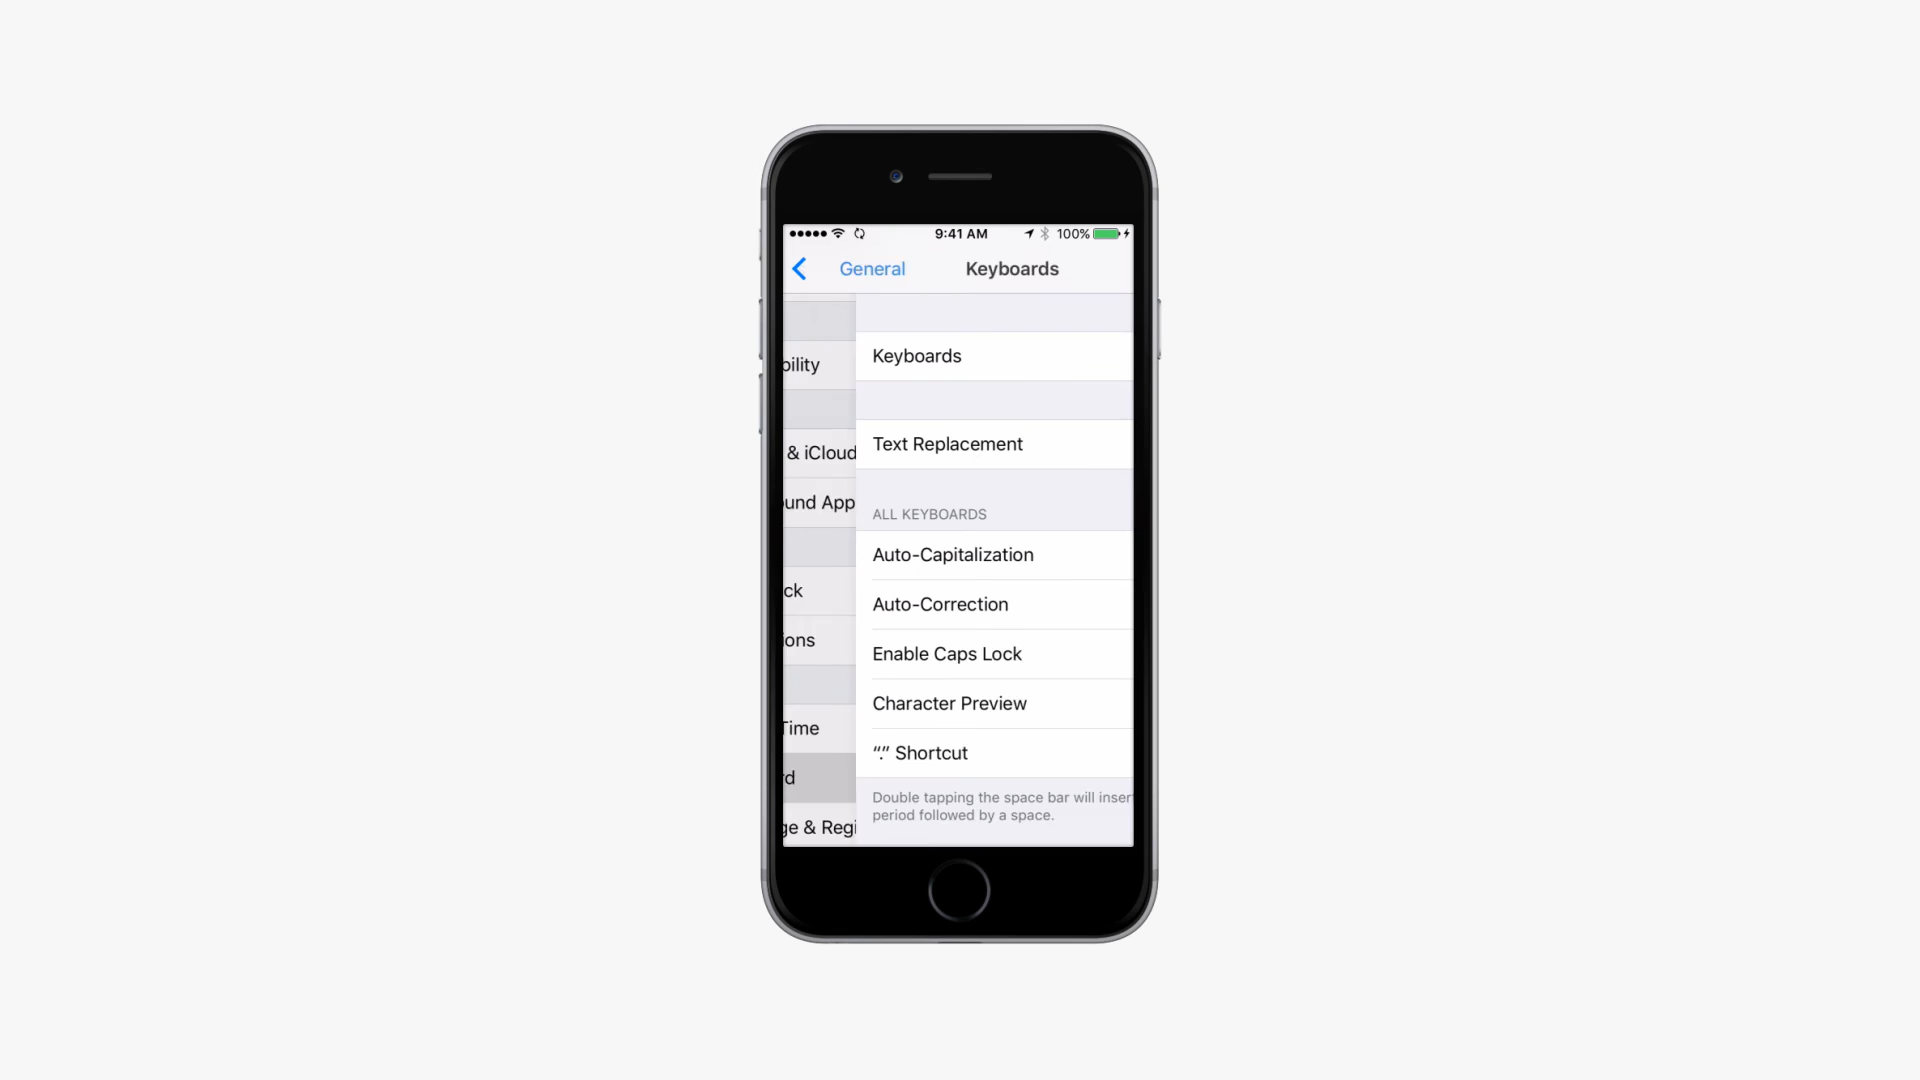 9:41 AM
100%
General
Keyboards
bility
Keyboards
& iCloud
Text Replacement
und App
ALL KEYBOARDS
Auto-Capitalization
ck
Auto-Correction
ions
Enable Caps Lock
Character Preview
Time
“.” Shortcut
rd
Double tapping the space bar will inser
period followed by a space.
ge & Regi